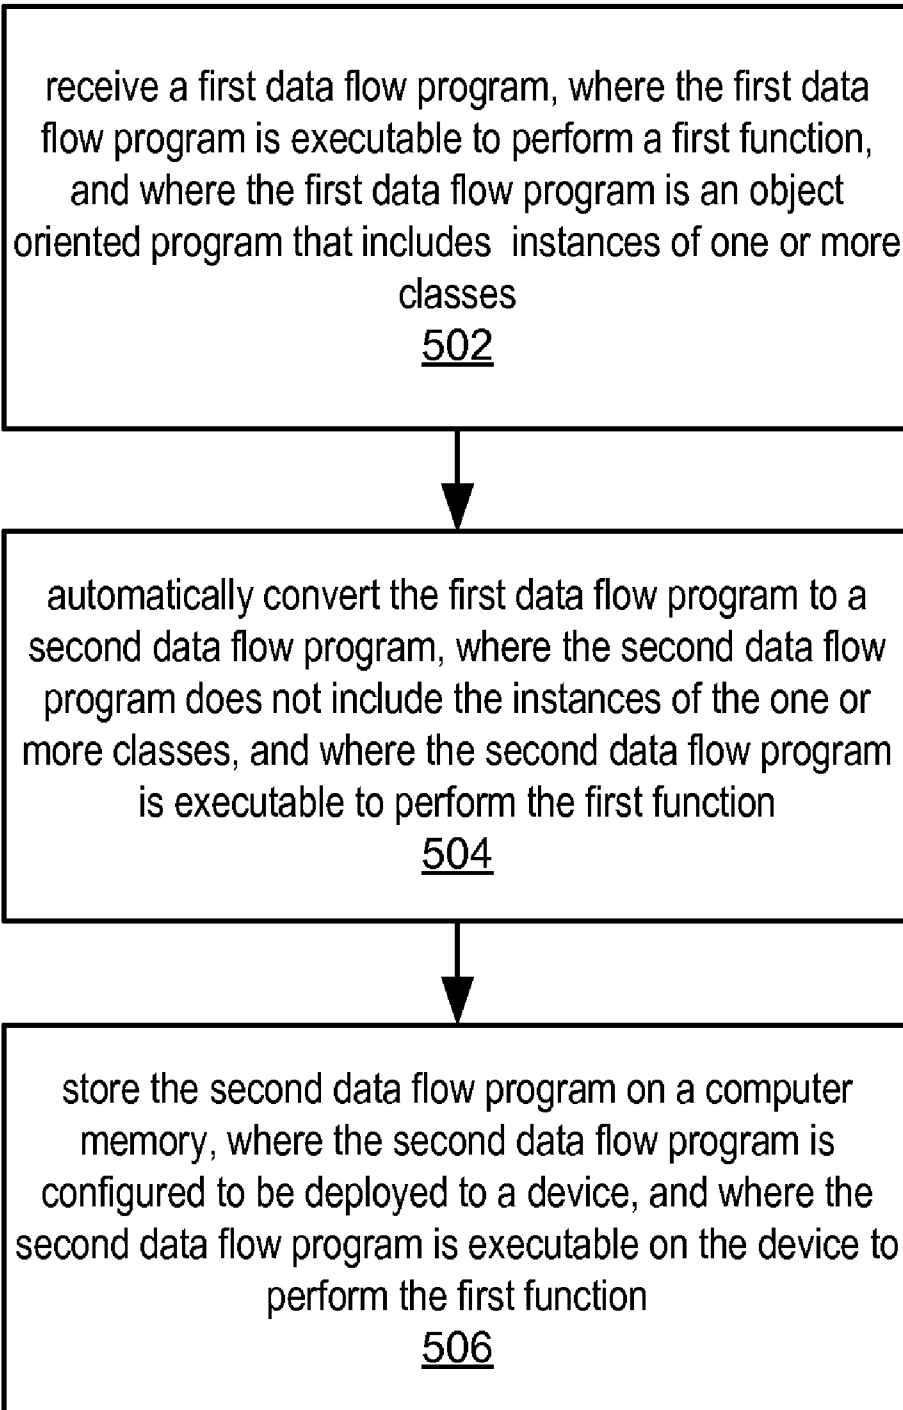 receive a first data flow program, where the first data
flow program is executable to perform a first function,
and where the first data flow program is an object
oriented program that includes  instances of one or more
classes
502
automatically convert the first data flow program to a
second data flow program, where the second data flow
program does not include the instances of the one or
more classes, and where the second data flow program
is executable to perform the first function
504
store the second data flow program on a computer
memory, where the second data flow program is
configured to be deployed to a device, and where the
second data flow program is executable on the device to
perform the first function
506